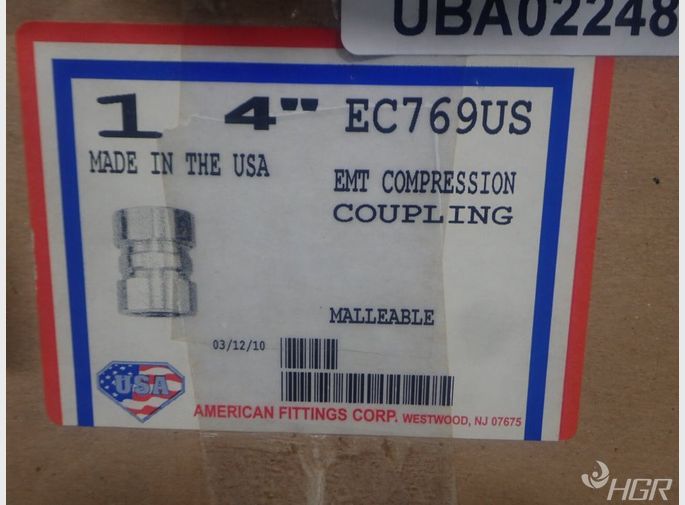 UBA02248
1 4" EC769US
MADE IN THE USA
EMT COMPRESSION
COUPLING
MALLEABLE
03/12/10
USA
AMERICAN FITTINGS CORP. WESTWOOD, NJ 07675
HGR